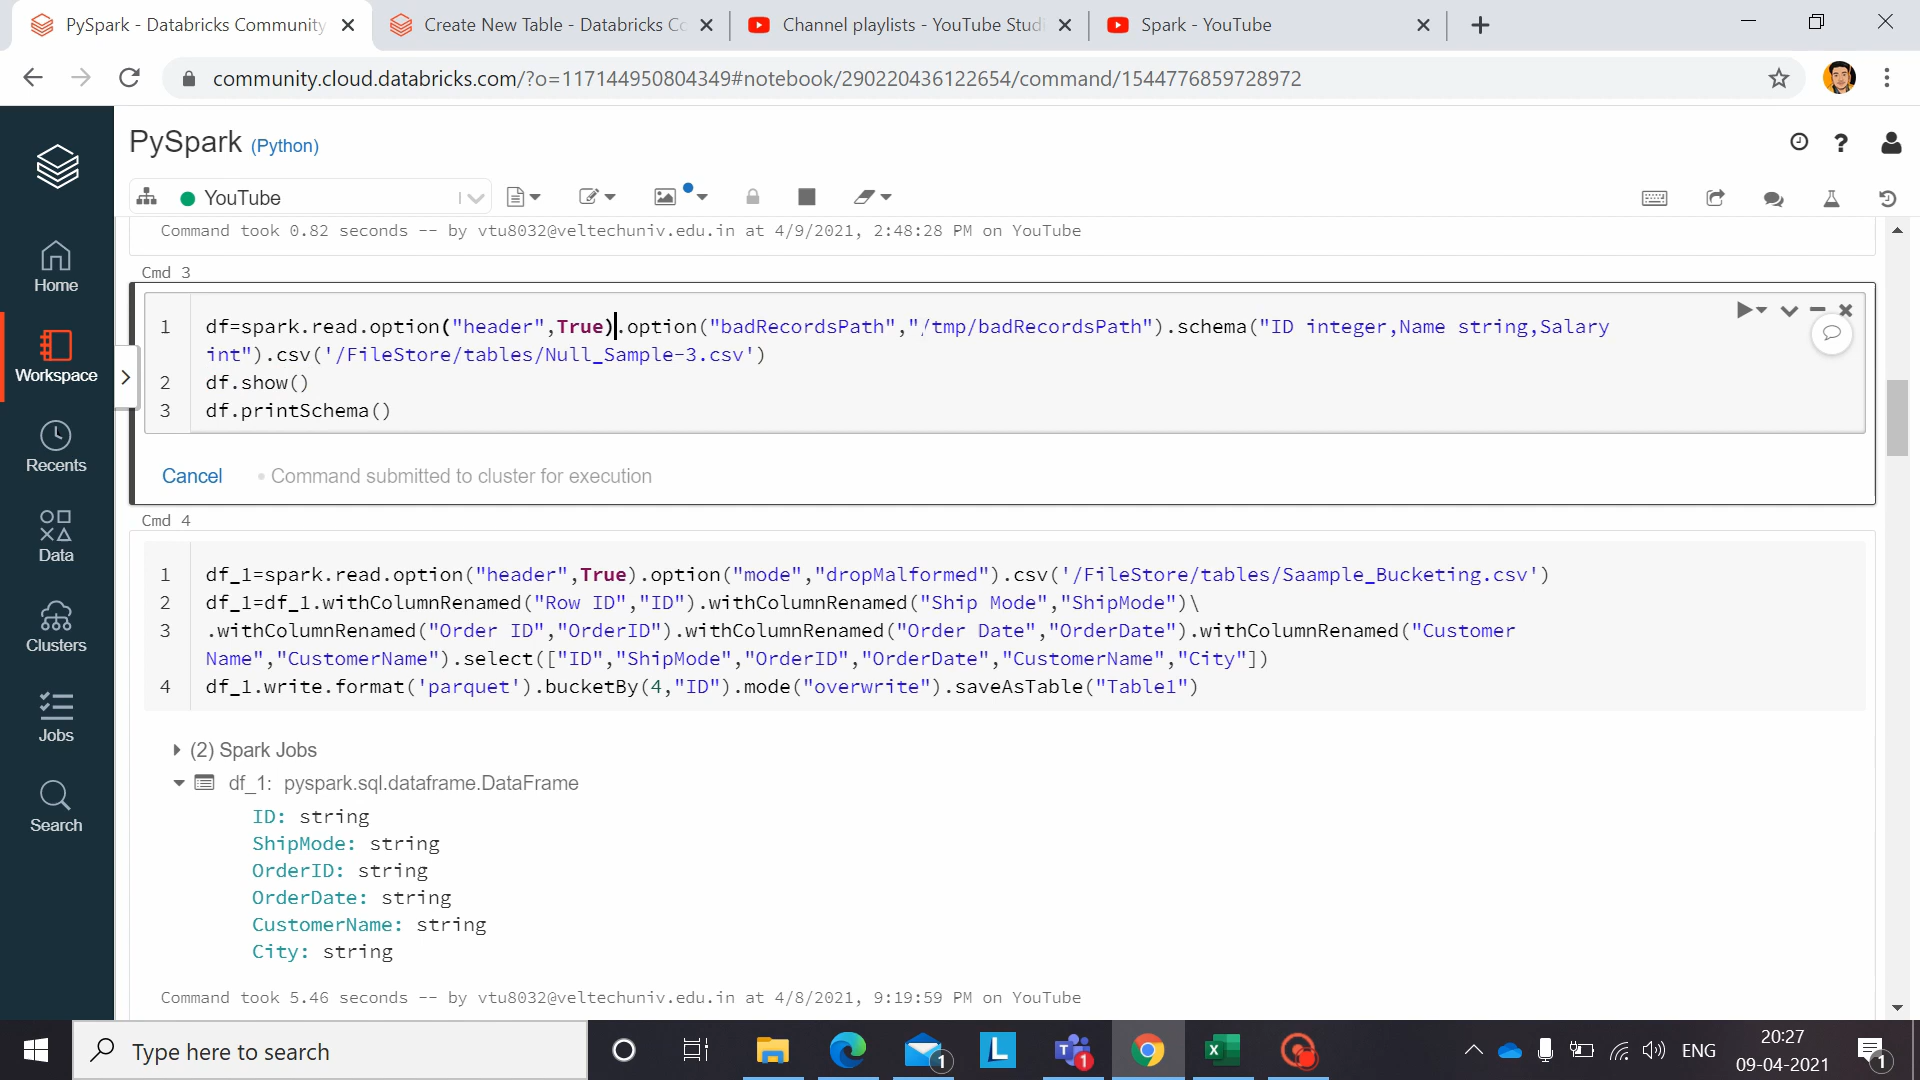 PySpark - Databricks Community
Create New Table - Databricks Co
Channel playlists - YouTube Studi
Spark - YouTube
community.cloud.databricks.com/?o=117144950804349#notebook/290220436122654/command/1544776859728972
PySpark (Python)
YouTube
Command took 0.82 seconds -- by vtu8032@veltechuniv.edu.in at 4/9/2021, 2:48:28 PM on YouTube
Cmd 3
1 df=spark.read.option("header",True).option("badRecordsPath","/tmp/badRecordsPath").schema("ID integer,Name string,Salary
int").csv('/FileStore/tables/Null_Sample-3.csv')
2 df.show()
3 df.printSchema()
Cancel • Command submitted to cluster for execution
Cmd 4
1 df_1=spark.read.option("header",True).option("mode","dropMalformed").csv('/FileStore/tables/Saample_Bucketing.csv')
2 df_1=df_1.withColumnRenamed("Row ID","ID").withColumnRenamed("Ship Mode","ShipMode")\
3 .withColumnRenamed("Order ID","OrderID").withColumnRenamed("Order Date","OrderDate").withColumnRenamed("Customer
Name","CustomerName").select(["ID","ShipMode","OrderID","OrderDate","CustomerName","City"])
4 df_1.write.format('parquet').bucketBy(4,"ID").mode("overwrite").saveAsTable("Table1")
(2) Spark Jobs
df_1: pyspark.sql.dataframe.DataFrame
ID: string
ShipMode: string
OrderID: string
OrderDate: string
CustomerName: string
City: string
Command took 5.46 seconds -- by vtu8032@veltechuniv.edu.in at 4/8/2021, 9:19:59 PM on YouTube
Home
Workspace
Recents
Data
Clusters
Jobs
Search
Type here to search
1
L
T
1
X
ENG
20:27
09-04-2021
1